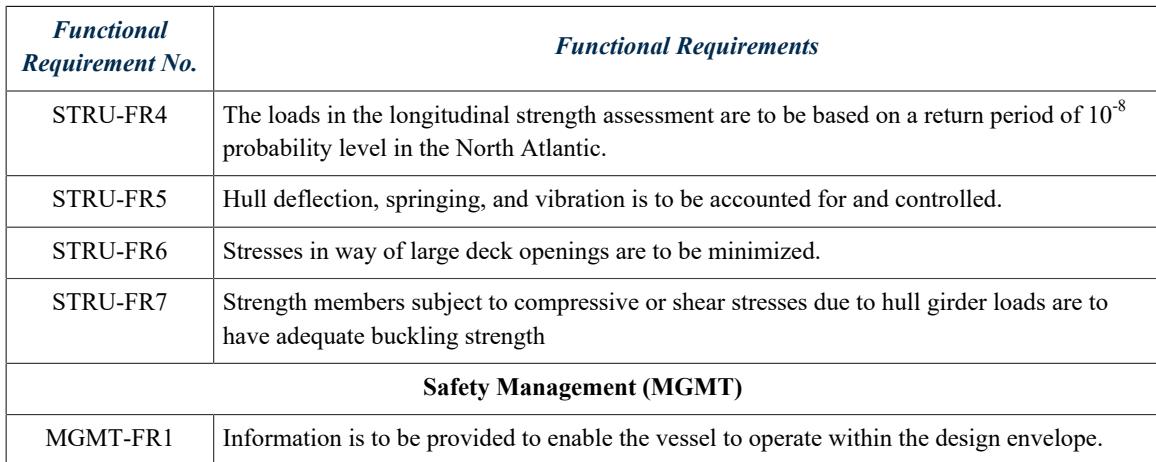 Functional
Requirement No.
Functional Requirements
STRU-FR4
The loads in the longitudinal strength assessment are to be based on a return period of 10⁻⁸
probability level in the North Atlantic.
STRU-FR5
Hull deflection, springing, and vibration is to be accounted for and controlled.
STRU-FR6
Stresses in way of large deck openings are to be minimized.
STRU-FR7
Strength members subject to compressive or shear stresses due to hull girder loads are to
have adequate buckling strength
Safety Management (MGMT)
MGMT-FR1
Information is to be provided to enable the vessel to operate within the design envelope.